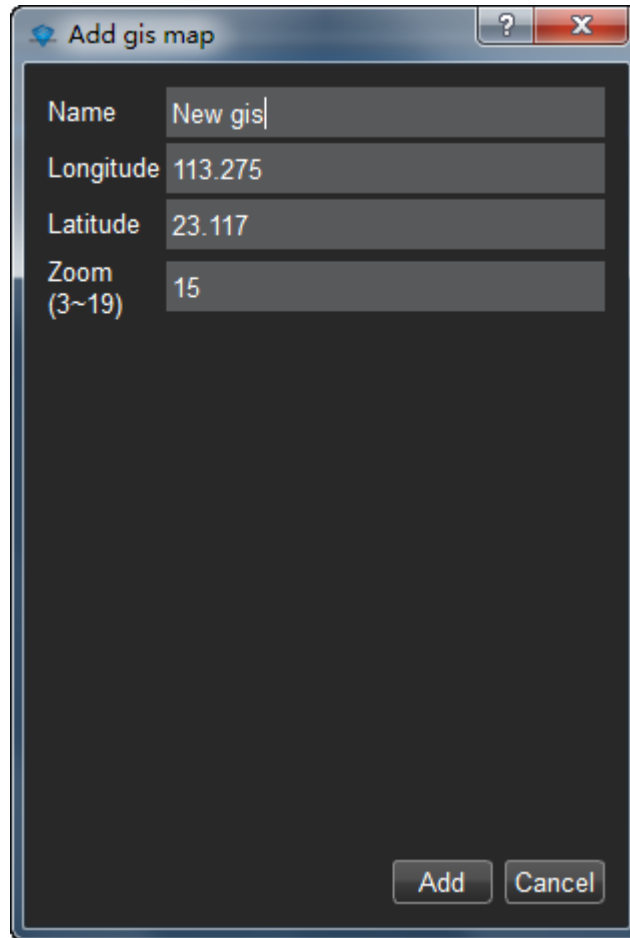 Add gis map
?
Name New gis
Longitude 113.275
Latitude 23.117
Zoom
(3~19) 15
Add Cancel